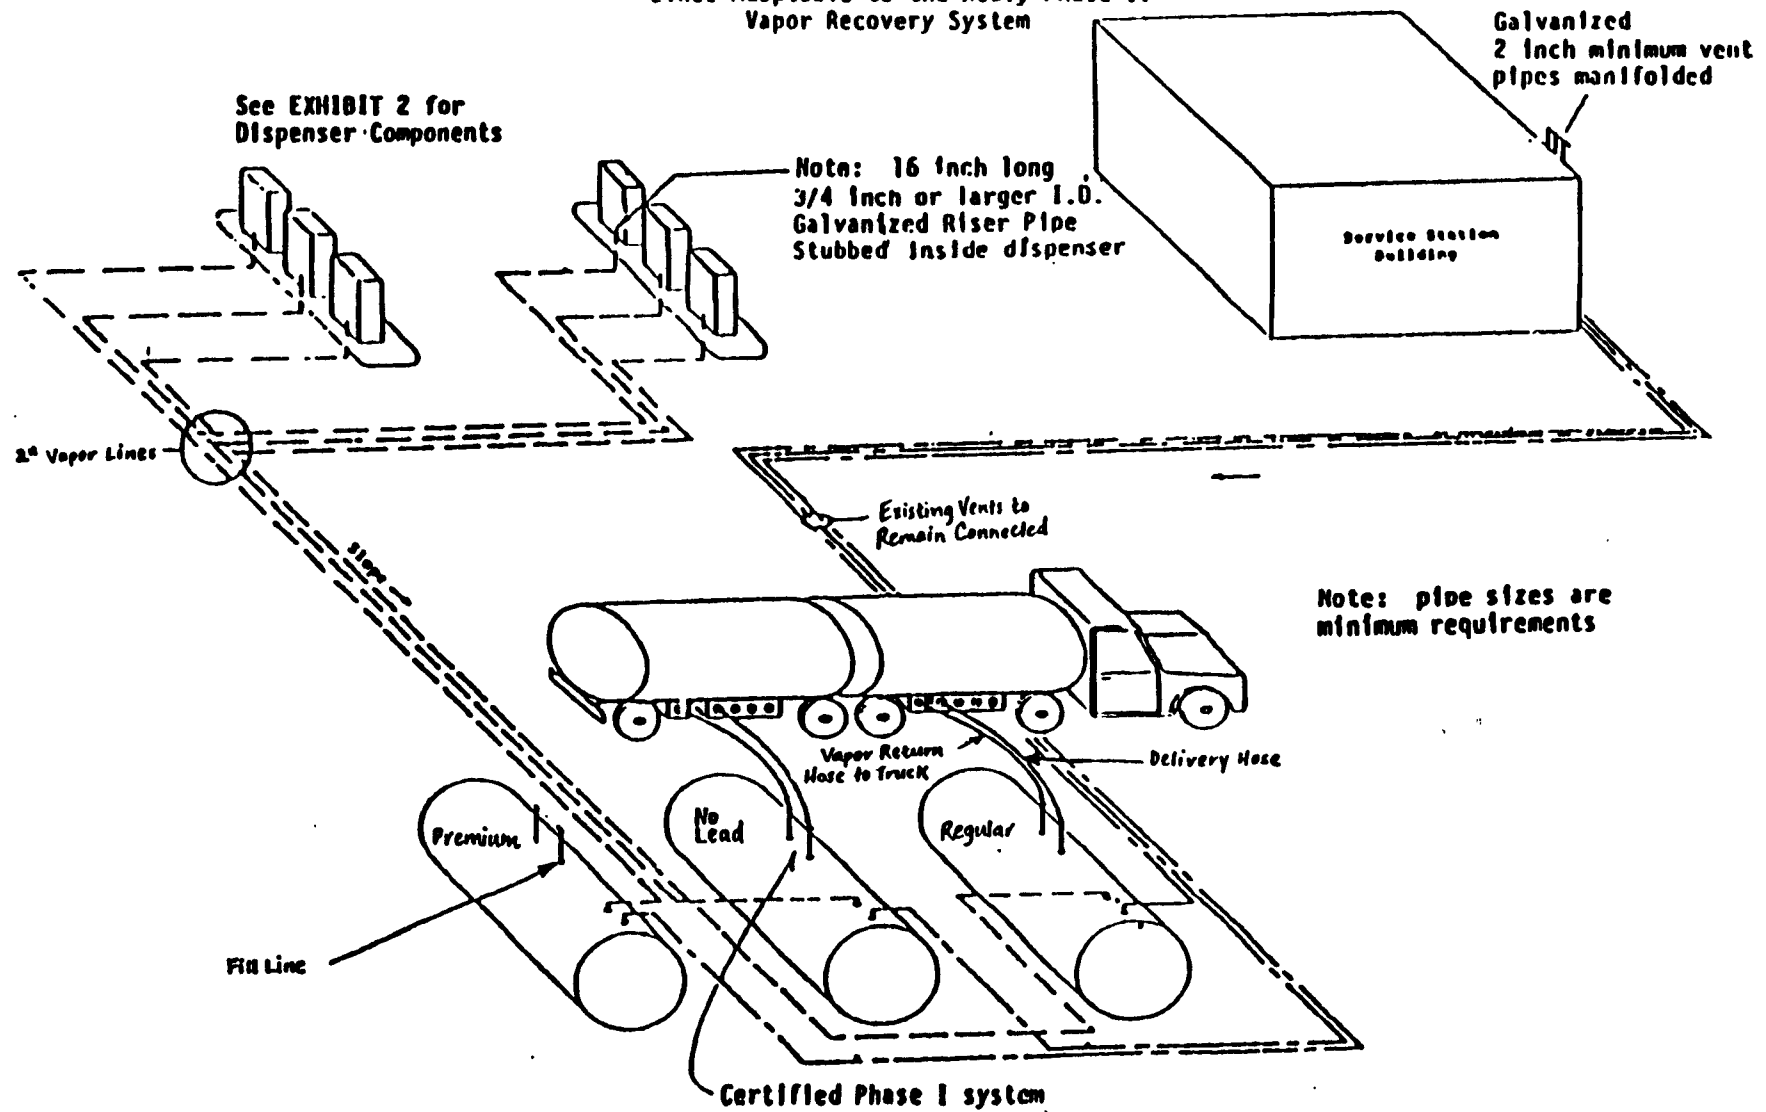 Vapor Recovery System
Galvanized
2 inch minimum vent
pipes manifolded
See EXHIBIT 2 for
Dispenser Components
Note: 16 inch long
3/4 inch or larger I.D.
Galvanized Riser Pipe
Stubbed inside dispenser
Service Station
Building
2" Vapor Lines
Existing Vents to
Remain Connected
Slope
Note: pipe sizes are
minimum requirements
Vapor Return
Hose to Truck
Delivery Hose
Premium
No
Lead
Regular
Fill Line
Certified Phase I system